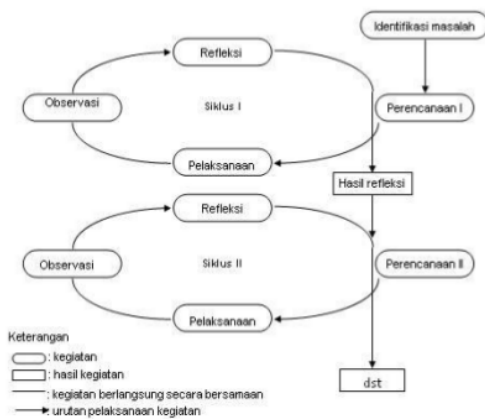 Identifikasi masalah
Refleksi
Observasi
Siklus I
Perencanaan I
Pelaksanaan
Hasil refleksi
Refleksi
Observasi
Siklus II
Perencanaan II
Pelaksanaan
Keterangan
: kegiatan
: hasil kegiatan
: kegiatan berlangsung secara bersamaan
: urutan pelaksanaan kegiatan
dst